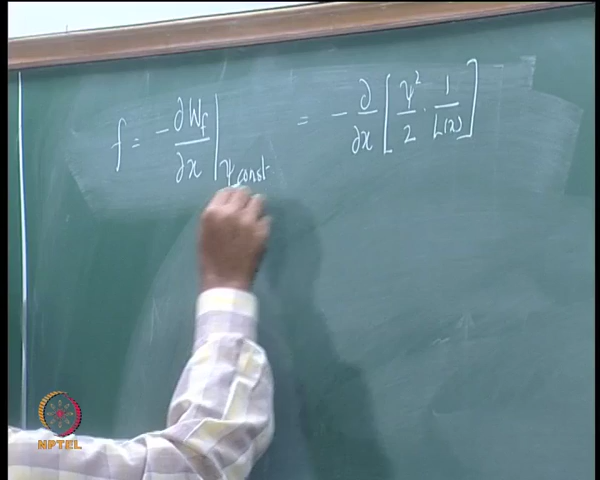 f = -∂W_f/∂x |_ψ const = -∂/∂x [ψ²/2 · 1/L(x)]
NPTEL